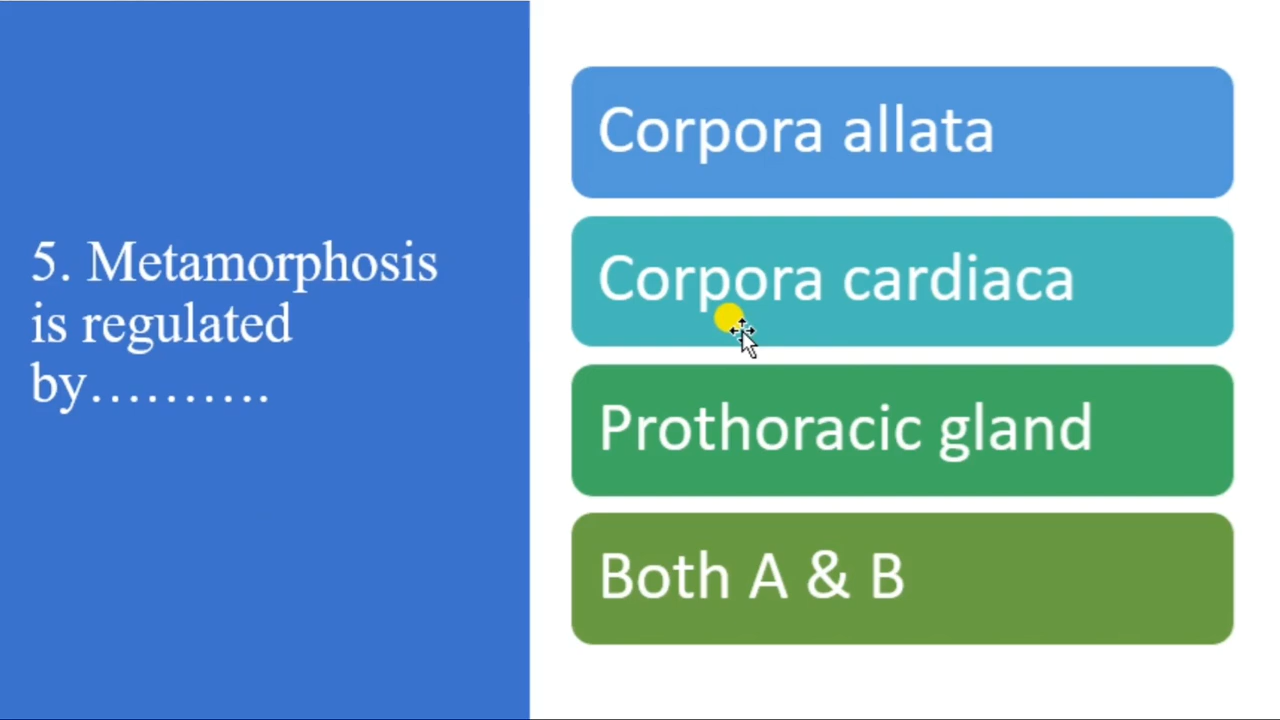 5. Metamorphosis
is regulated
by..........
Corpora allata
Corpora cardiaca
Prothoracic gland
Both A & B